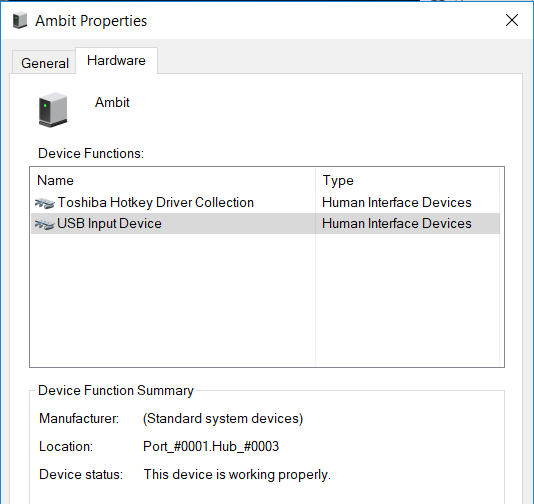 Ambit Properties
General
Hardware
Ambit
Device Functions:
Name Type
Toshiba Hotkey Driver Collection Human Interface Devices
USB Input Device Human Interface Devices
Device Function Summary
Manufacturer: (Standard system devices)
Location: Port_#0001.Hub_#0003
Device status: This device is working properly.